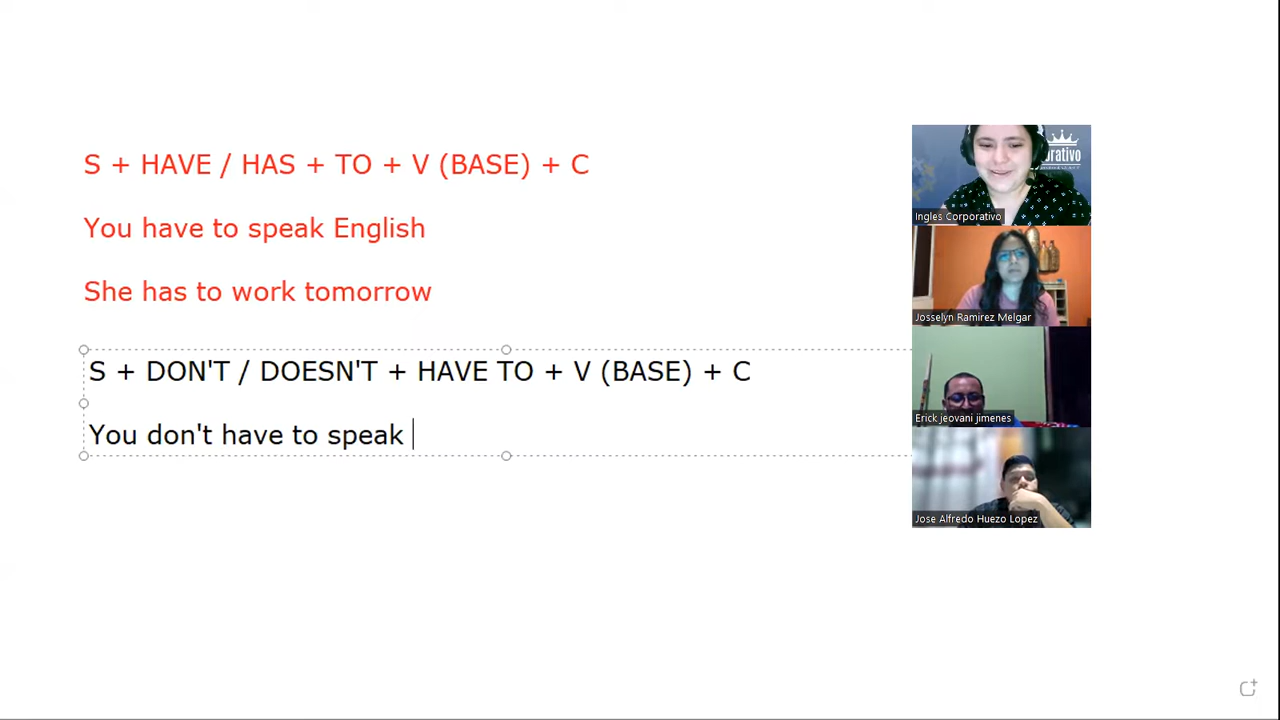 S + HAVE / HAS + TO + V (BASE) + C
You have to speak English
She has to work tomorrow
S + DON'T / DOESN'T + HAVE TO + V (BASE) + C
You don't have to speak
orativo
Ingles Corporativo
Josselyn Ramirez Melgar
Erick jeovani jimenes
Jose Alfredo Huezo Lopez